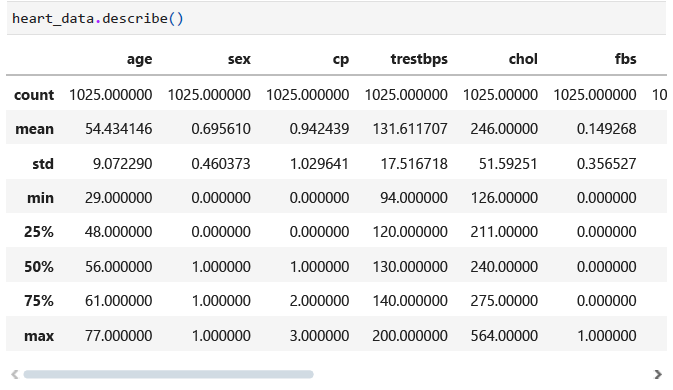 heart_data.describe()
age sex cp trestbps chol fbs
count 1025.000000 1025.000000 1025.000000 1025.000000 1025.00000 1025.000000 10
mean 54.434146 0.695610 0.942439 131.611707 246.00000 0.149268
std 9.072290 0.460373 1.029641 17.516718 51.59251 0.356527
min 29.000000 0.000000 0.000000 94.000000 126.00000 0.000000
25% 48.000000 0.000000 0.000000 120.000000 211.00000 0.000000
50% 56.000000 1.000000 1.000000 130.000000 240.00000 0.000000
75% 61.000000 1.000000 2.000000 140.000000 275.00000 0.000000
max 77.000000 1.000000 3.000000 200.000000 564.00000 1.000000